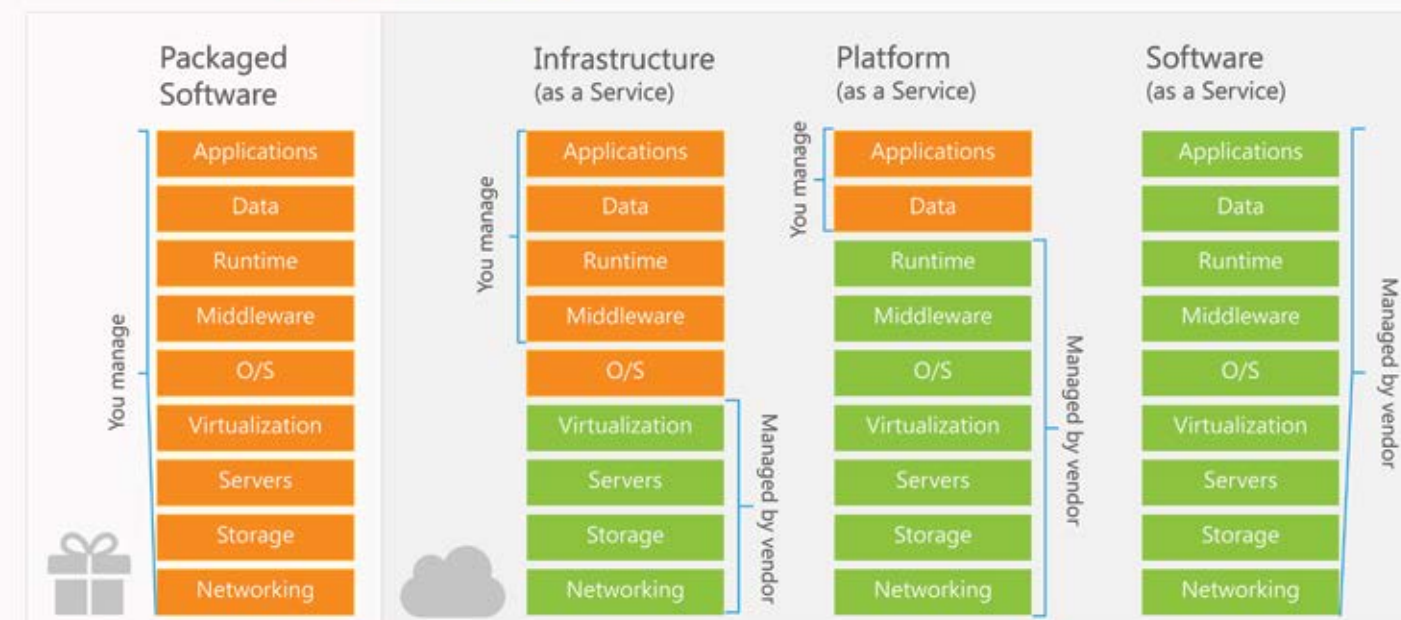 Packaged
Software
You manage
Applications
Data
Runtime
Middleware
O/S
Virtualization
Servers
Storage
Networking
Infrastructure
(as a Service)
You manage
Applications
Data
Runtime
Middleware
O/S
Virtualization
Servers
Storage
Networking
Managed by vendor
Platform
(as a Service)
You manage
Applications
Data
Runtime
Middleware
O/S
Virtualization
Servers
Storage
Networking
Managed by vendor
Software
(as a Service)
Applications
Data
Runtime
Middleware
O/S
Virtualization
Servers
Storage
Networking
Managed by vendor